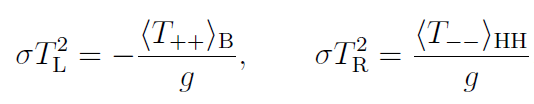 σT_L^2 = −⟨T_{++}⟩_B / g,    σT_R^2 = ⟨T_{−−}⟩_{HH} / g